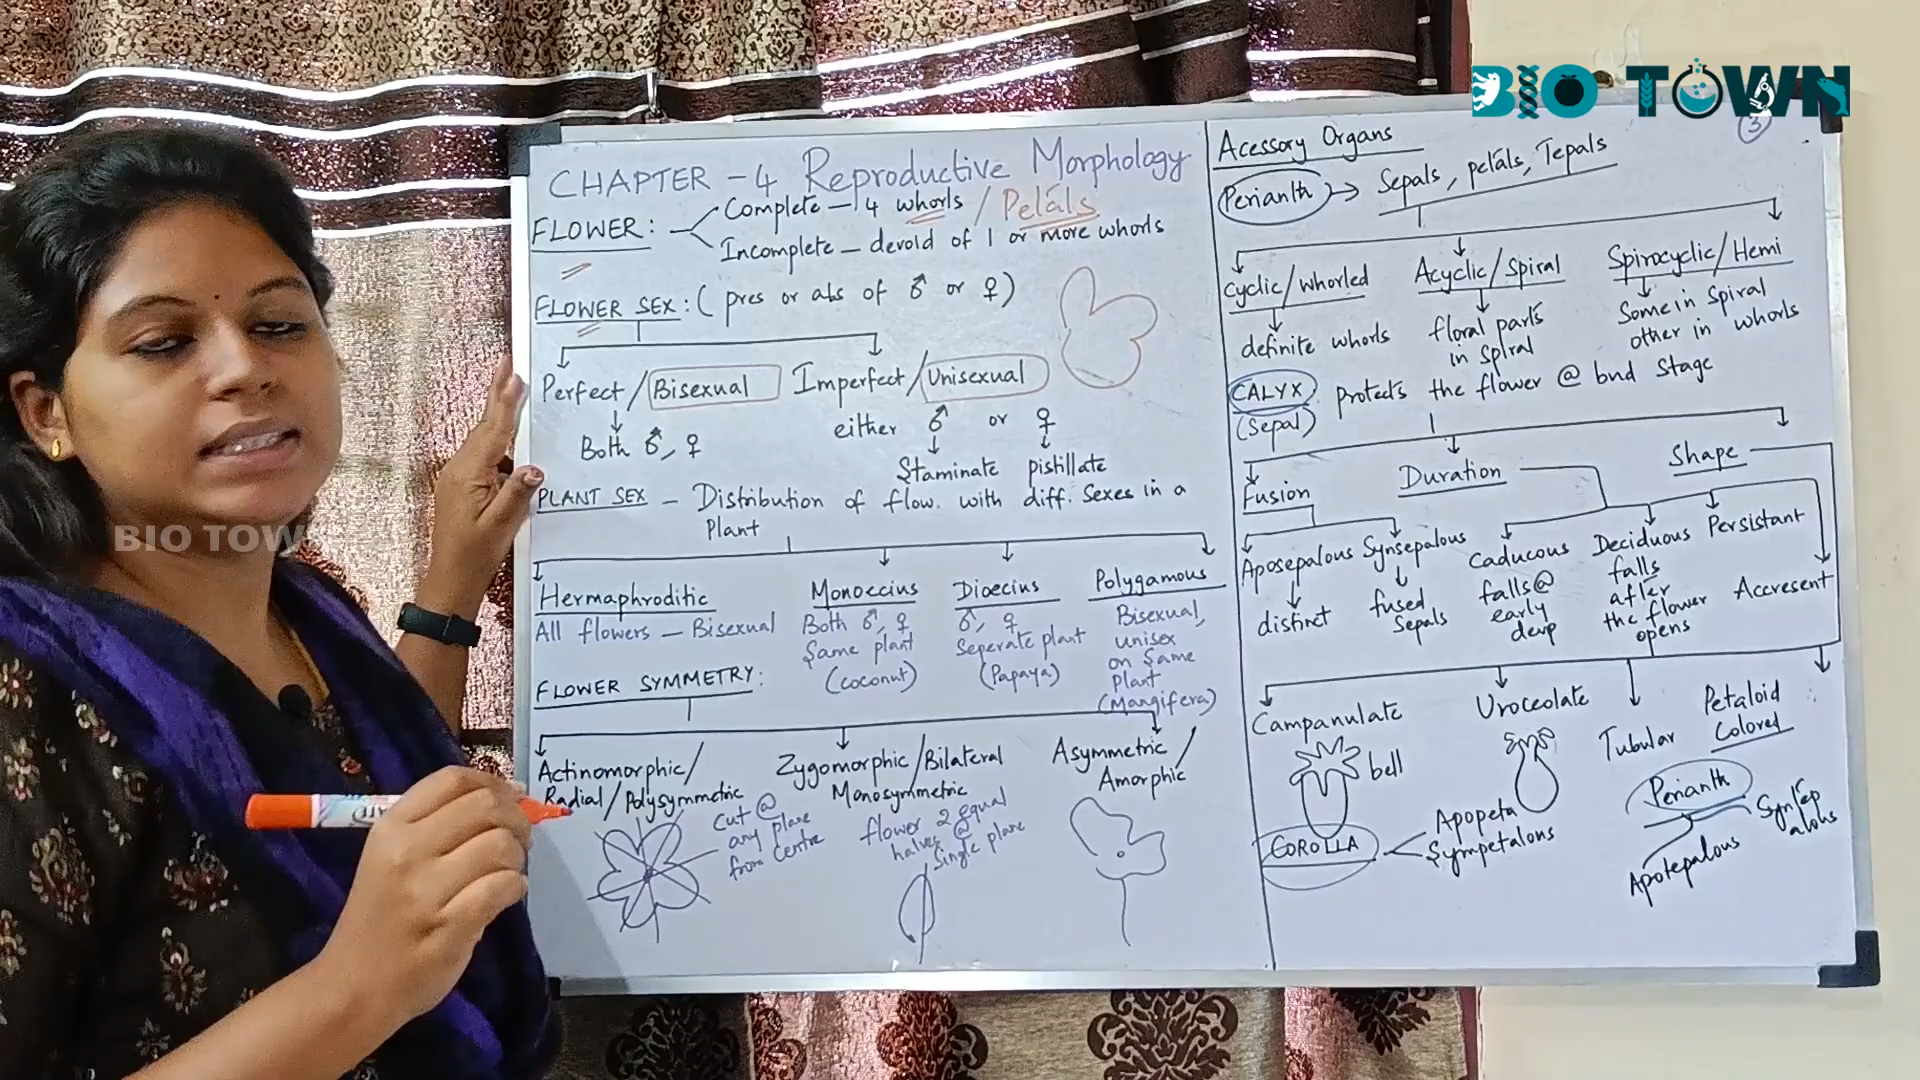 BIO TOWN
CHAPTER - 4 Reproductive Morphology
FLOWER:
Complete - 4 whorls / Petals
Incomplete - devoid of 1 or more whorls
FLOWER SEX: (pres or abs of ♂ or ♀)
Perfect / Bisexual
Imperfect / Unisexual
Both ♂, ♀
either ♂ or ♀
Staminate pistillate
PLANT SEX - Distribution of flow. with diff. Sexes in a
Plant
Hermaphroditic
All flowers - Bisexual
Monoecius
Both ♂, ♀
Same plant
(coconut)
Dioecius
♂, ♀
Seperate plant
(Papaya)
Polygamous
Bisexual,
unisex
on Same
plant
(Mangifera)
FLOWER SYMMETRY:
Actinomorphic/
Radial/Polysymmetric
cut @
any plane
from centre
Zygomorphic/Bilateral
Monosymmetric
flower 2 equal
halves @
Single plane
Asymmetric /
Amorphic
Acessory Organs
3
Perianth → Sepals, petals, Tepals
Cyclic/whorled
definite whorls
Acyclic/Spiral
floral parts
in spiral
Spirocyclic/Hemi
Some in spiral
other in whorls
CALYX protects the flower @ bud Stage
(Sepal)
Fusion
Duration
Shape
Aposepalous
distinct
Synsepalous
fused
Sepals
Caducous
falls @
early
devp
Deciduous
falls
after
the flower
opens
Persistant
Accresent
Campanulate
bell
Uroceolate
Tubular
Petaloid
Colored
COROLLA
Apopeta
Sympetalous
Perianth
Apotepalous
Syntep
alous
BIO TOW